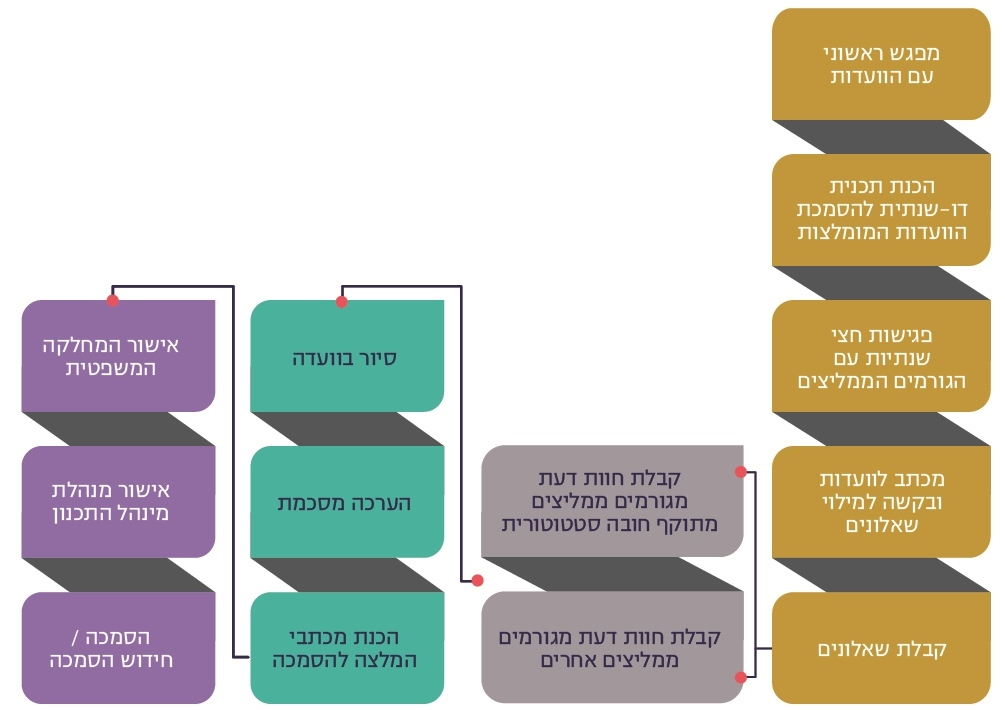 מפגש ראשוני
עם הוועדות
הכנת תכנית
דו-שנתית להסמכת
הוועדות המומלצות
פגישות חצי
שנתיות עם
הגורמים הממליצים
מכתב לוועדות
ובקשה למילוי
שאלונים
קבלת שאלונים
קבלת חוות דעת
מגורמים ממליצים
מתוקף חובה סטטוטורית
קבלת חוות דעת מגורמים
ממליצים אחרים
סיור בוועדה
הערכה מסכמת
הכנת מכתבי
המלצה להסמכה
אישור המחלקה
המשפטית
אישור מנהלת
מינהל התכנון
הסמכה /
חידוש הסמכה